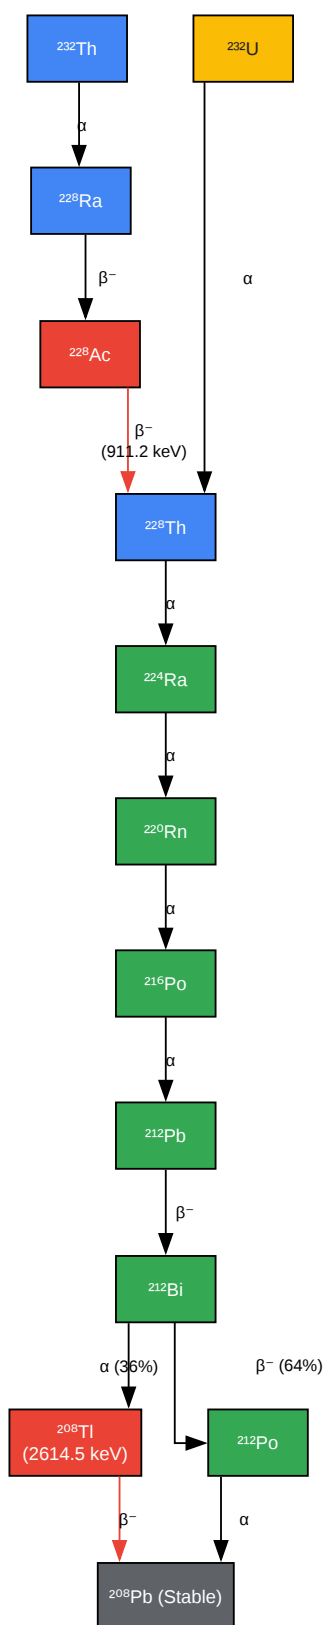 ²³²Th
²³²U
α
²²⁸Ra
β⁻
α
²²⁸Ac
β⁻
(911.2 keV)
²²⁸Th
α
²²⁴Ra
α
²²⁰Rn
α
²¹⁶Po
α
²¹²Pb
β⁻
²¹²Bi
α (36%)
β⁻ (64%)
²⁰⁸Tl
(2614.5 keV)
²¹²Po
β⁻
α
²⁰⁸Pb (Stable)